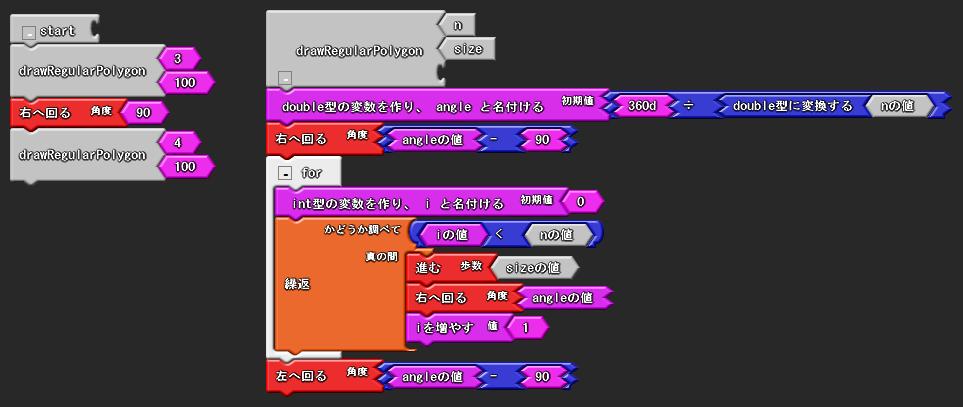 start
drawRegularPolygon 3
100
右へ回る 角度 90
drawRegularPolygon 4
100
drawRegularPolygon n
size
double型の変数を作り、 angle と名付ける 初期値 360d ÷ double型に変換する nの値
右へ回る 角度 angleの値 - 90
- for
int型の変数を作り、 i と名付ける 初期値 0
繰返 かどうか調べて iの値 < nの値
真の間
進む 歩数 sizeの値
右へ回る 角度 angleの値
iを増やす 値 1
左へ回る 角度 angleの値 - 90